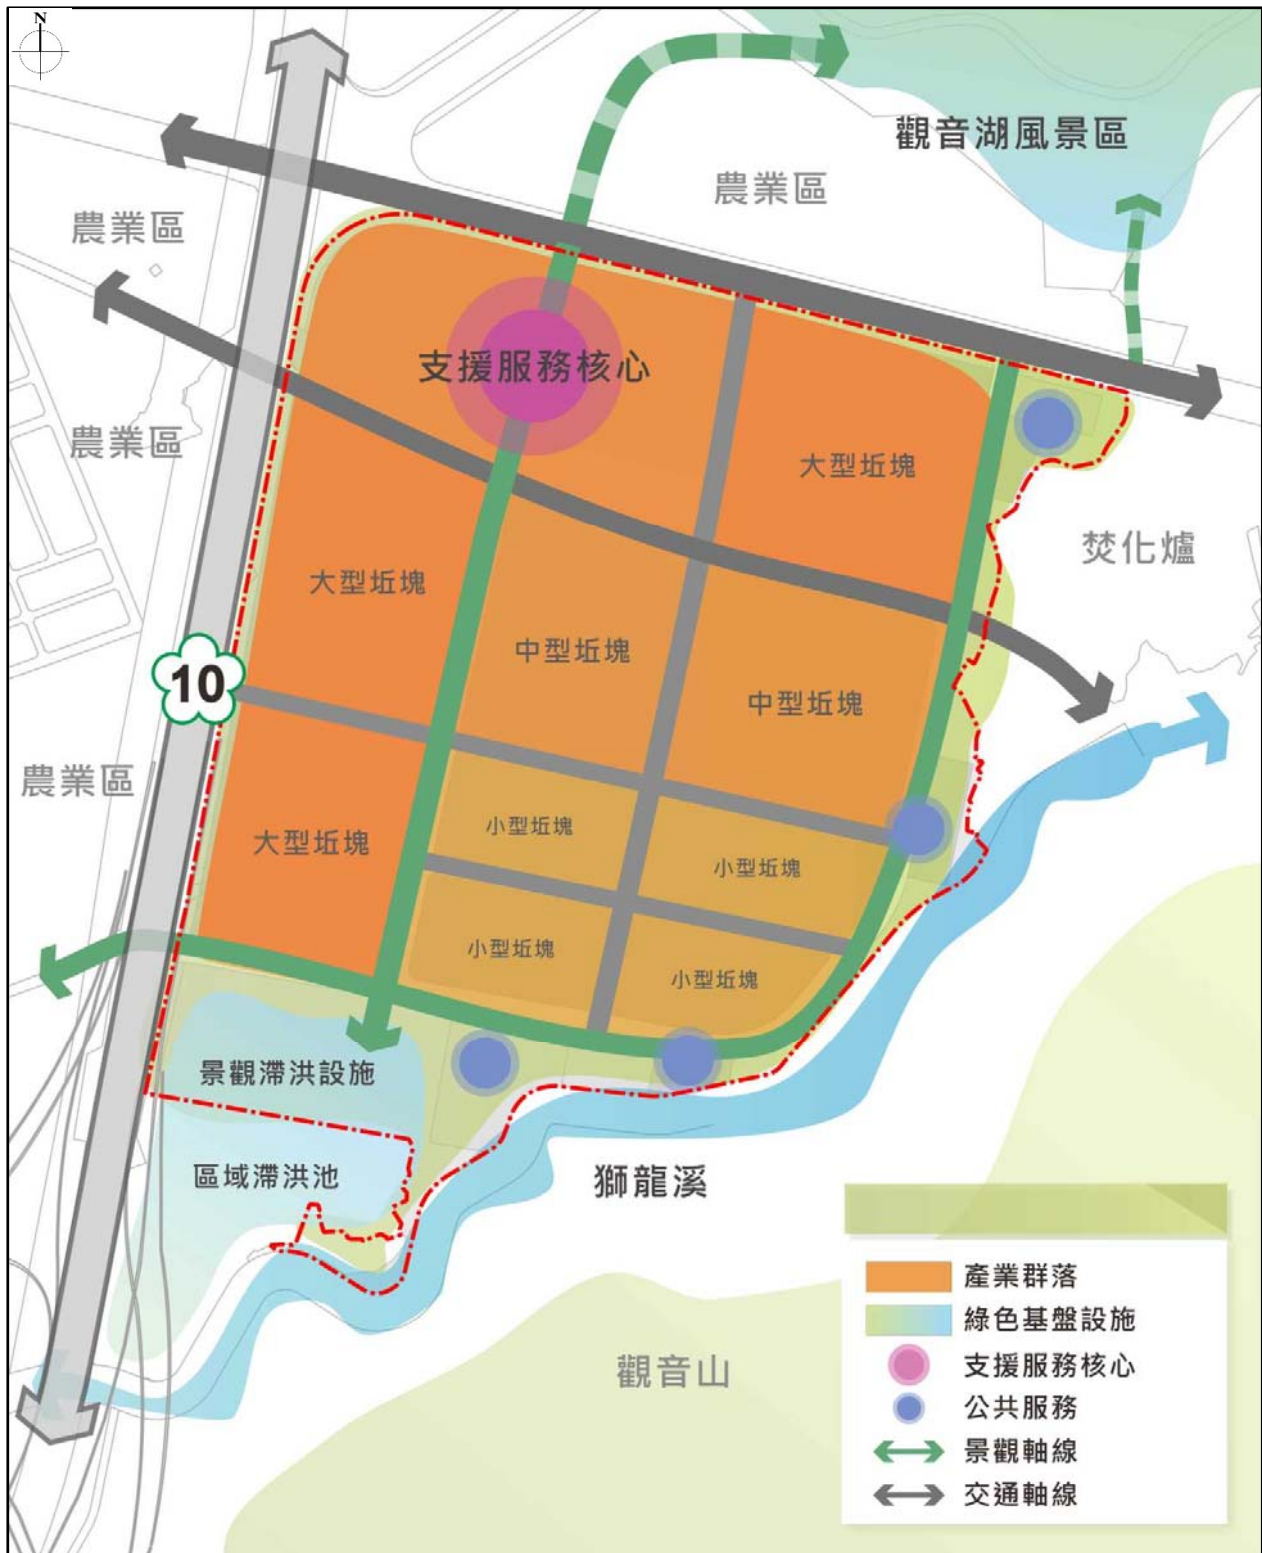 N
觀音湖風景區
農業區
農業區
支援服務核心
農業區
大型坵塊
焚化爐
大型坵塊
中型坵塊
10
中型坵塊
農業區
小型坵塊
大型坵塊
小型坵塊
小型坵塊
小型坵塊
景觀滯洪設施
區域滯洪池
獅龍溪
觀音山
產業群落
綠色基盤設施
支援服務核心
公共服務
景觀軸線
交通軸線